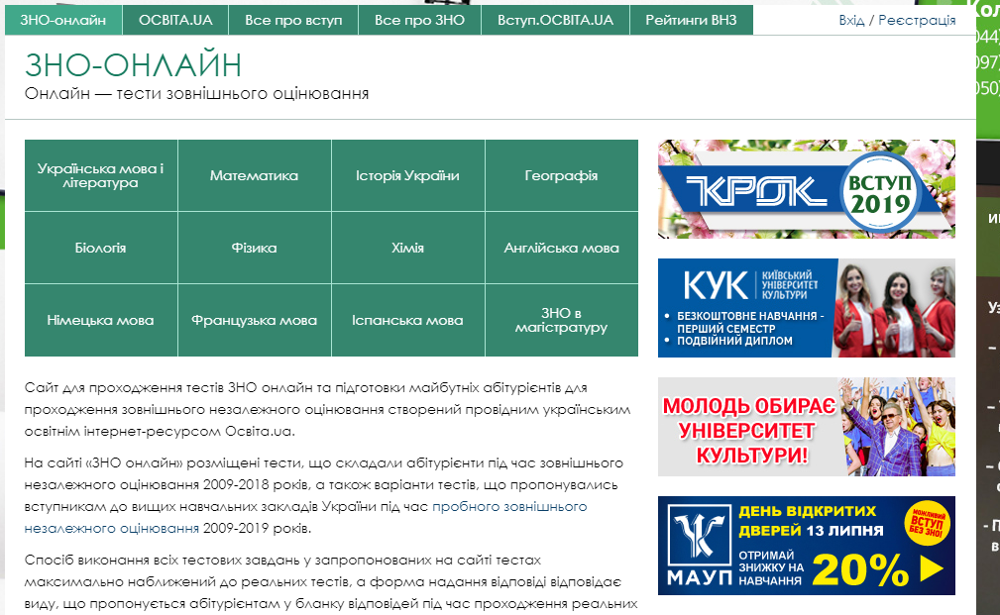 ЗНО-онлайн
ОСВІТА.UA
Все про вступ
Все про ЗНО
Вступ.ОСВІТА.UA
Рейтинги ВНЗ
Вхід / Реєстрація
044)
097)
050)
ЗНО-ОНЛАЙН
Онлайн — тести зовнішнього оцінювання
Українська мова і
література
Математика
Історія України
Географія
Біологія
Фізика
Хімія
Англійська мова
Німецька мова
Французька мова
Іспанська мова
ЗНО в
магістратуру
Сайт для проходження тестів ЗНО онлайн та підготовки майбутніх абітурієнтів для
проходження зовнішнього незалежного оцінювання створений провідним українським
освітнім інтернет-ресурсом Освіта.ua.
На сайті «ЗНО онлайн» розміщені тести, що складали абітурієнти під час зовнішнього
незалежного оцінювання 2009-2018 років, а також варіанти тестів, що пропонувались
вступникам до вищих навчальних закладів України під час пробного зовнішнього
незалежного оцінювання 2009-2019 років.
Спосіб виконання всіх тестових завдань у запропонованих на сайті тестах
максимально наближений до реальних тестів, а форма надання відповіді відповідає
виду, що пропонується абітурієнтам у бланку відповідей під час проходження реальних
КРОК
ВСТУП
2019
КУК
КИЇВСЬКИЙ
УНІВЕРСИТЕТ
КУЛЬТУРИ
• БЕЗКОШТОВНЕ НАВЧАННЯ -
ПЕРШИЙ СЕМЕСТР
• ПОДВІЙНИЙ ДИПЛОМ
МОЛОДЬ ОБИРАЄ
УНІВЕРСИТЕТ
КУЛЬТУРИ!
МАУП
ДЕНЬ ВІДКРИТИХ
ДВЕРЕЙ 13 ЛИПНЯ
ОТРИМАЙ
ЗНИЖКУ НА
НАВЧАННЯ
20%
МОЖЛИВИЙ
ВСТУП
БЕЗ ЗНО!